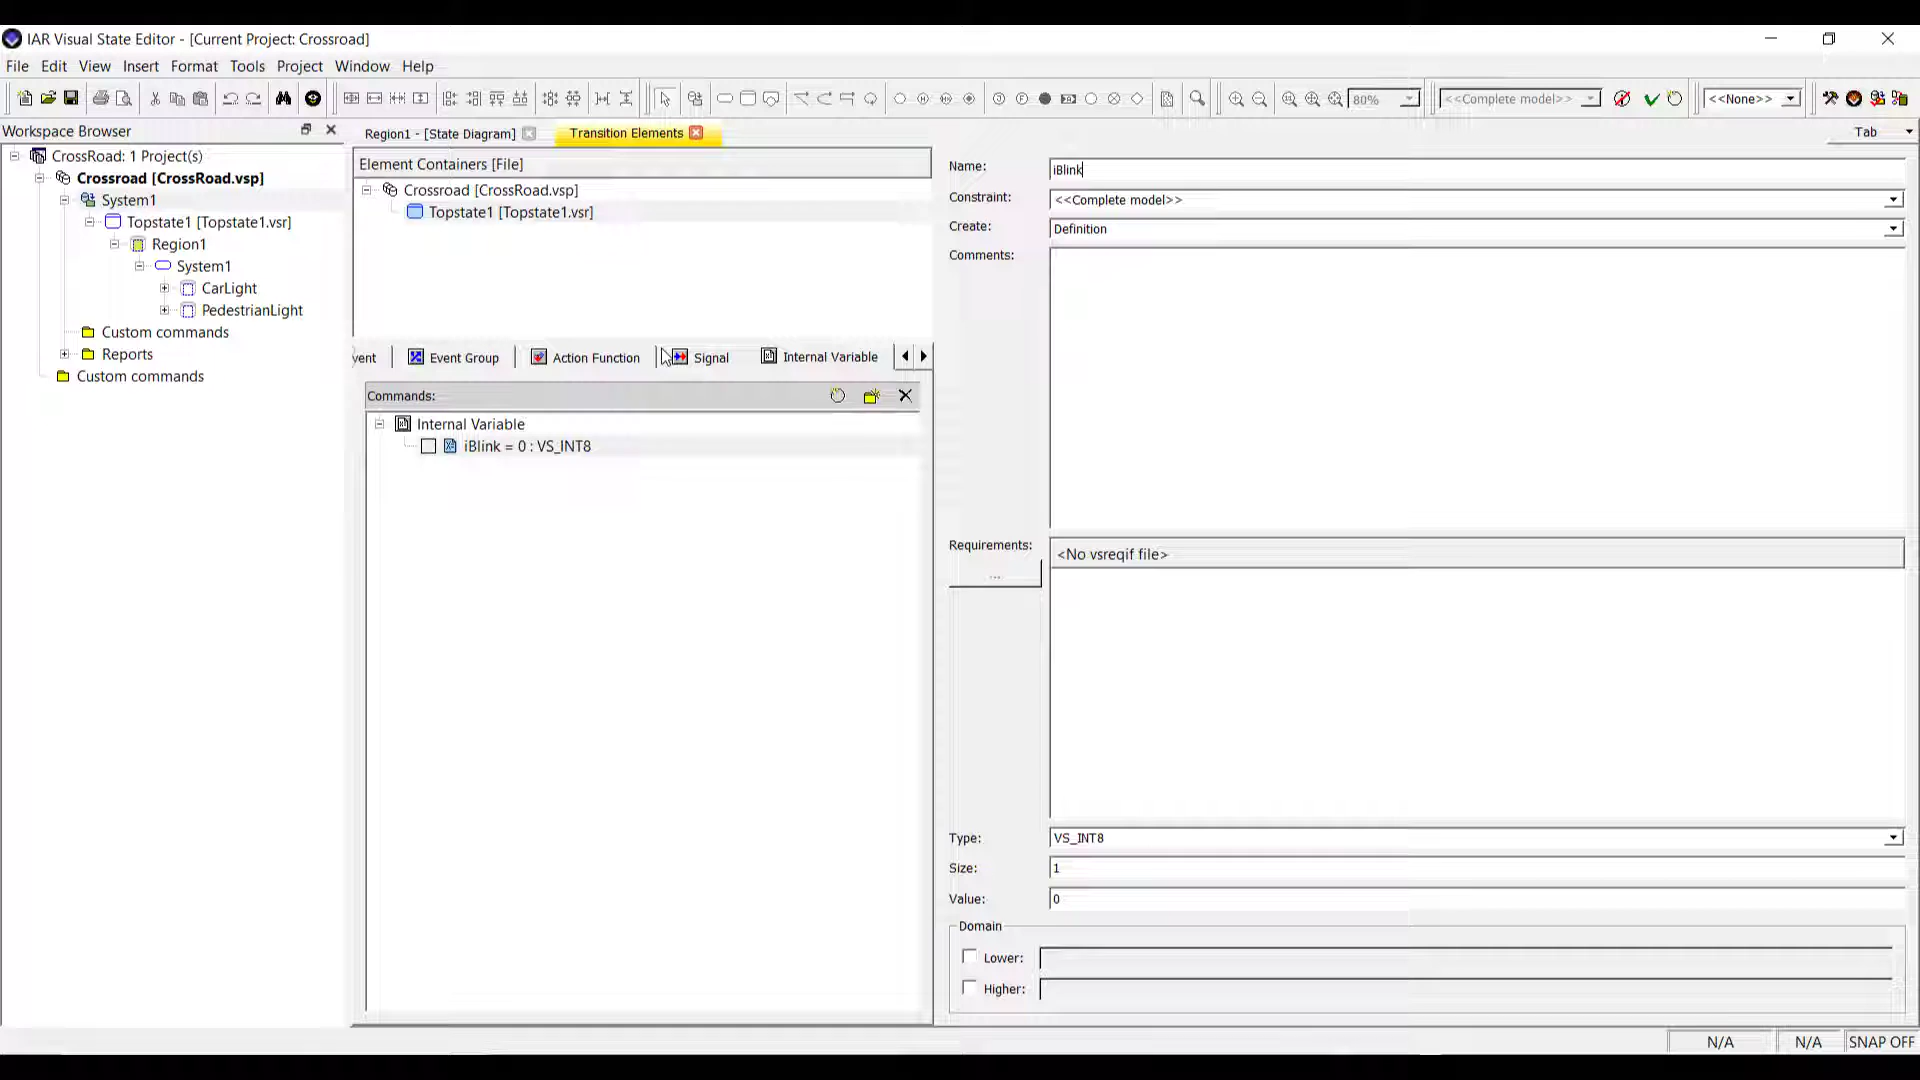 IAR Visual State Editor - [Current Project: Crossroad]
File Edit View Insert Format Tools Project Window Help
80% <<Complete model>> <<None>>
Workspace Browser
CrossRoad: 1 Project(s)
Crossroad [CrossRoad.vsp]
System1
Topstate1 [Topstate1.vsr]
Region1
System1
CarLight
PedestrianLight
Custom commands
Reports
Custom commands
Region1 - [State Diagram] Transition Elements
Tab
Element Containers [File]
Crossroad [CrossRoad.vsp]
Topstate1 [Topstate1.vsr]
vent Event Group Action Function Signal Internal Variable
Commands:
Internal Variable
iBlink = 0 : VS_INT8
Name: iBlink
Constraint: <<Complete model>>
Create: Definition
Comments:
Requirements: <No vsreqif file>
...
Type: VS_INT8
Size: 1
Value: 0
Domain
Lower:
Higher:
N/A N/A SNAP OFF